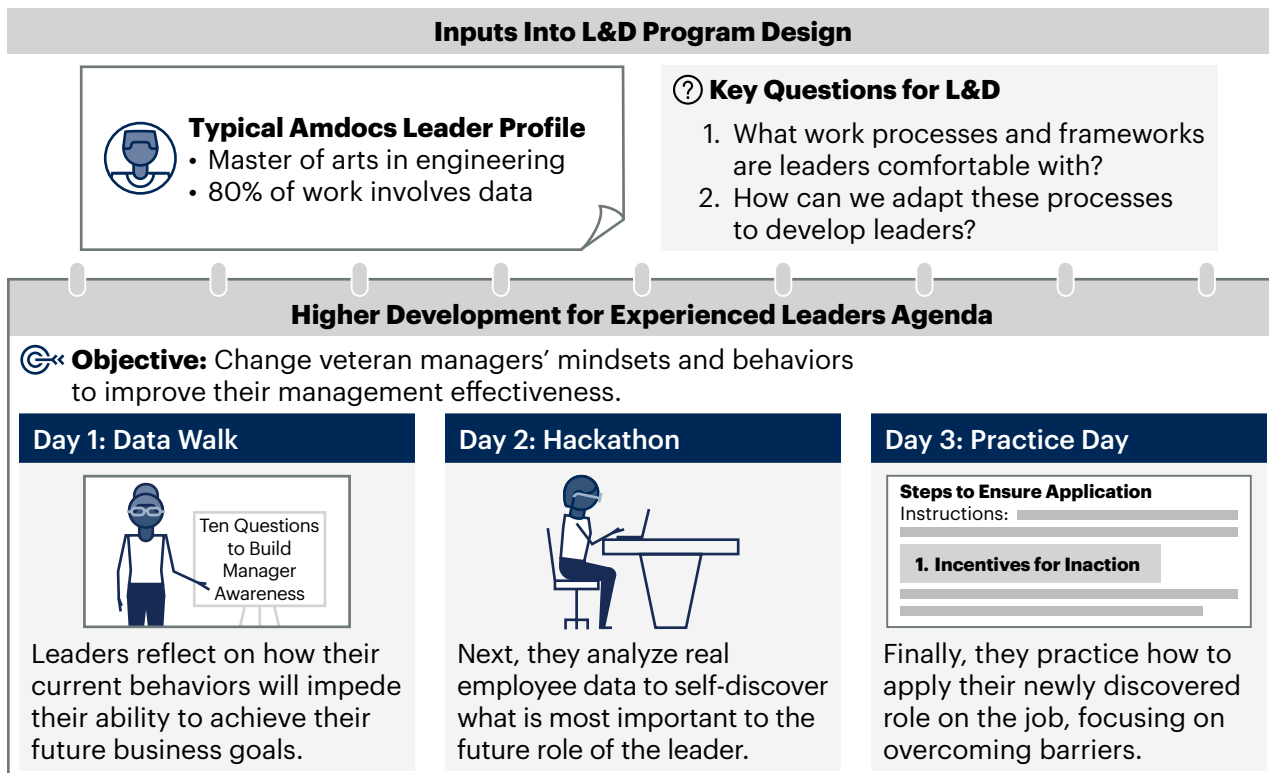 Inputs Into L&D Program Design
Typical Amdocs Leader Profile
• Master of arts in engineering
• 80% of work involves data
? Key Questions for L&D
1. What work processes and frameworks
are leaders comfortable with?
2. How can we adapt these processes
to develop leaders?
Higher Development for Experienced Leaders Agenda
Objective: Change veteran managers’ mindsets and behaviors
to improve their management effectiveness.
Day 1: Data Walk
Ten Questions
to Build
Manager
Awareness
Leaders reflect on how their
current behaviors will impede
their ability to achieve their
future business goals.
Day 2: Hackathon
Next, they analyze real
employee data to self-discover
what is most important to the
future role of the leader.
Day 3: Practice Day
Steps to Ensure Application
Instructions:
1. Incentives for Inaction
Finally, they practice how to
apply their newly discovered
role on the job, focusing on
overcoming barriers.